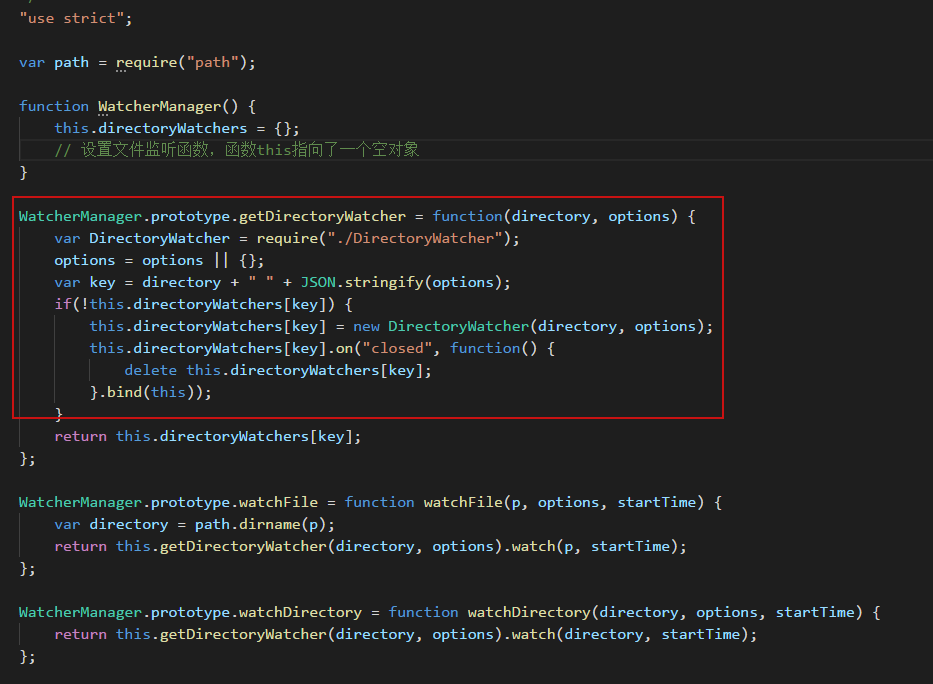 "use strict";
var path = require("path");
function WatcherManager() {
this.directoryWatchers = {};
// 设置文件监听函数，函数this指向了一个空对象
}
WatcherManager.prototype.getDirectoryWatcher = function(directory, options) {
var DirectoryWatcher = require("./DirectoryWatcher");
options = options || {};
var key = directory + " " + JSON.stringify(options);
if(!this.directoryWatchers[key]) {
this.directoryWatchers[key] = new DirectoryWatcher(directory, options);
this.directoryWatchers[key].on("closed", function() {
delete this.directoryWatchers[key];
}.bind(this));
}
return this.directoryWatchers[key];
};
WatcherManager.prototype.watchFile = function watchFile(p, options, startTime) {
var directory = path.dirname(p);
return this.getDirectoryWatcher(directory, options).watch(p, startTime);
};
WatcherManager.prototype.watchDirectory = function watchDirectory(directory, options, startTime) {
return this.getDirectoryWatcher(directory, options).watch(directory, startTime);
};